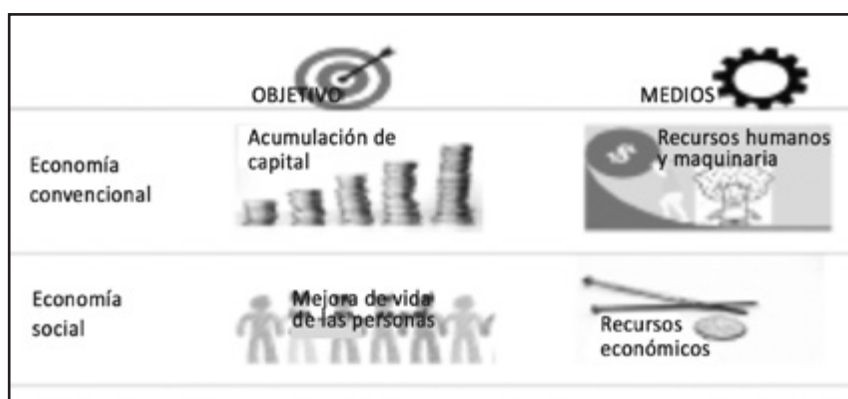 OBJETIVO
MEDIOS
Economía
convencional
Acumulación de
capital
$
Recursos humanos
y maquinaria
Economía
social
Mejora de vida
de las personas
Recursos
económicos